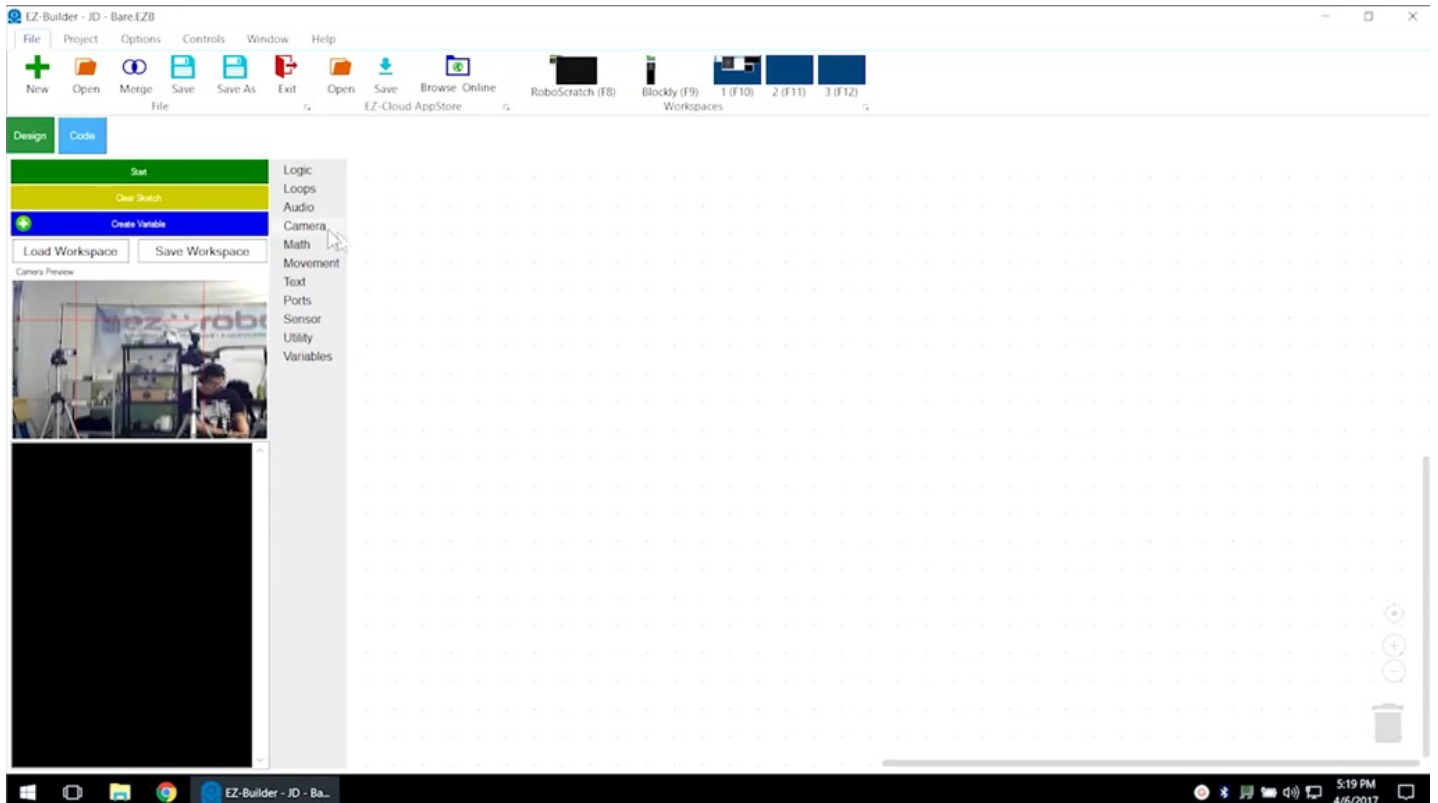 EZ-Builder - JD - Bare.EZB
File Project Options Controls Window Help
New Open Merge Save Save As Exit Open Save Browse Online RoboScratch (F8) Blockly (F9) 1 (F10) 2 (F11) 3 (F12)
File EZ-Cloud AppStore Workspaces
Design Code
Start
Clear Sketch
Create Variable
Load Workspace Save Workspace
Camera Preview
ez robo
Logic
Loops
Audio
Camera
Math
Movement
Text
Ports
Sensor
Utility
Variables
EZ-Builder - JD - Ba...
5:19 PM
4/6/2017